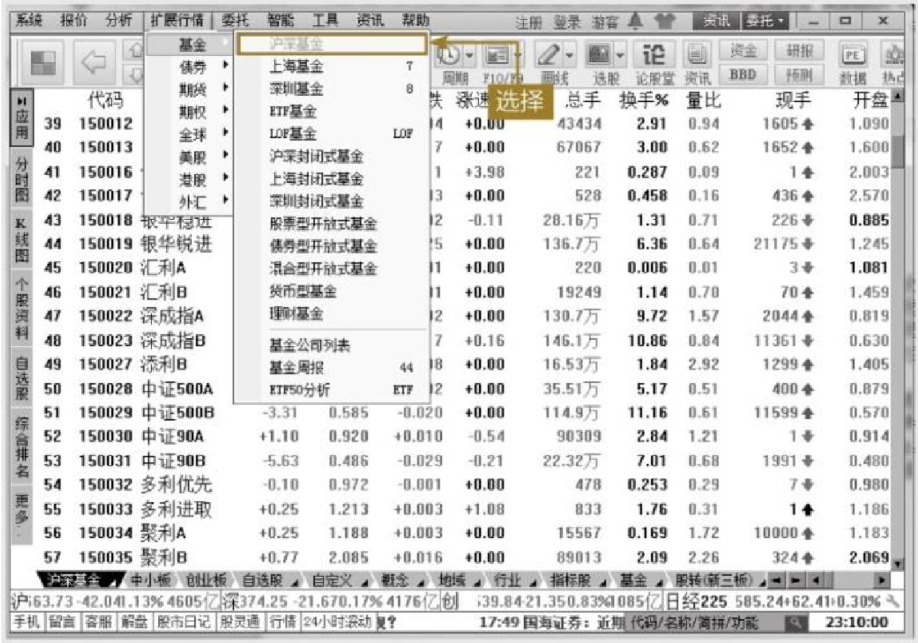 系统 报价 分析 扩展行情 委托 智能 工具 资讯 帮助 注册 登录 游客 资讯 委托
基金
债券
期货
期权
全球
美股
港股
外汇
沪深基金
上海基金 7
深圳基金 8
ETF基金
LOF基金 LOF
沪深封闭式基金
上海封闭式基金
深圳封闭式基金
股票型开放式基金
债券型开放式基金
混合型开放式基金
货币型基金
理财基金
基金公司列表
基金周报 44
ETF50分析 ETF
选择
周期 F10/F9 画线 选股 论股堂 资讯 资金 BBD 研报 预测 数据
应用
分时图
K线图
个股资料
自选股
综合排名
更多
代码 跌 涨速 总手 换手% 量比 现手 开盘
39 150012 +0.00 43434 2.91 0.94 1605 1.090
40 150013 7 +0.00 67067 3.00 0.62 1652 1.600
41 150016 1 +3.98 221 0.287 0.09 1 2.003
42 150017 3 +0.00 528 0.458 0.16 436 2.570
43 150018 银华稳进 02 -0.11 28.16万 1.31 0.71 226 0.885
44 150019 银华锐进 25 +0.00 136.7万 6.36 0.64 21175 1.245
45 150020 汇利A 01 +0.00 220 0.006 0.01 3 1.081
46 150021 汇利B 11 +0.00 19249 1.14 0.70 70 1.459
47 150022 深成指A 02 +0.00 130.7万 9.72 1.57 2044 0.819
48 150023 深成指B 7 +0.16 146.1万 10.86 0.84 11361 0.630
49 150027 添利B 8 +0.00 16.53万 1.84 2.92 1299 1.405
50 150028 中证500A 2 +0.00 35.51万 5.17 0.51 400 0.879
51 150029 中证500B -3.31 0.585 -0.020 +0.00 114.9万 11.16 0.61 11599 0.570
52 150030 中证90A +1.10 0.920 +0.010 -0.54 90309 2.84 1.21 1 0.914
53 150031 中证90B -5.63 0.486 -0.029 -0.21 22.32万 7.01 0.68 1991 0.480
54 150032 多利优先 -0.10 0.972 -0.001 +0.00 478 0.253 0.29 7 0.980
55 150033 多利进取 +0.25 1.213 +0.003 +1.08 833 1.76 0.31 1 1.186
56 150034 聚利A +0.25 1.188 +0.003 +0.00 15567 0.169 1.72 10000 1.183
57 150035 聚利B +0.77 2.085 +0.016 +0.00 89013 2.09 2.26 324 2.069
沪深基金 中小板 创业板 自选股 自定义 概念 地域 行业 指标股 基金 股转(新三板)
沪 63.73 -42.04 1.13% 4605亿 深 374.25 -21.67 0.17% 4176亿 创 39.84 -21.35 0.83% 1085亿 日经225 585.24 +62.41 +0.30%
手机 留言 客服 解盘 股市日记 股灵通 行情 24小时滚动 17:49 国海证券：近期 代码/名称/简拼/功能 23:10:00